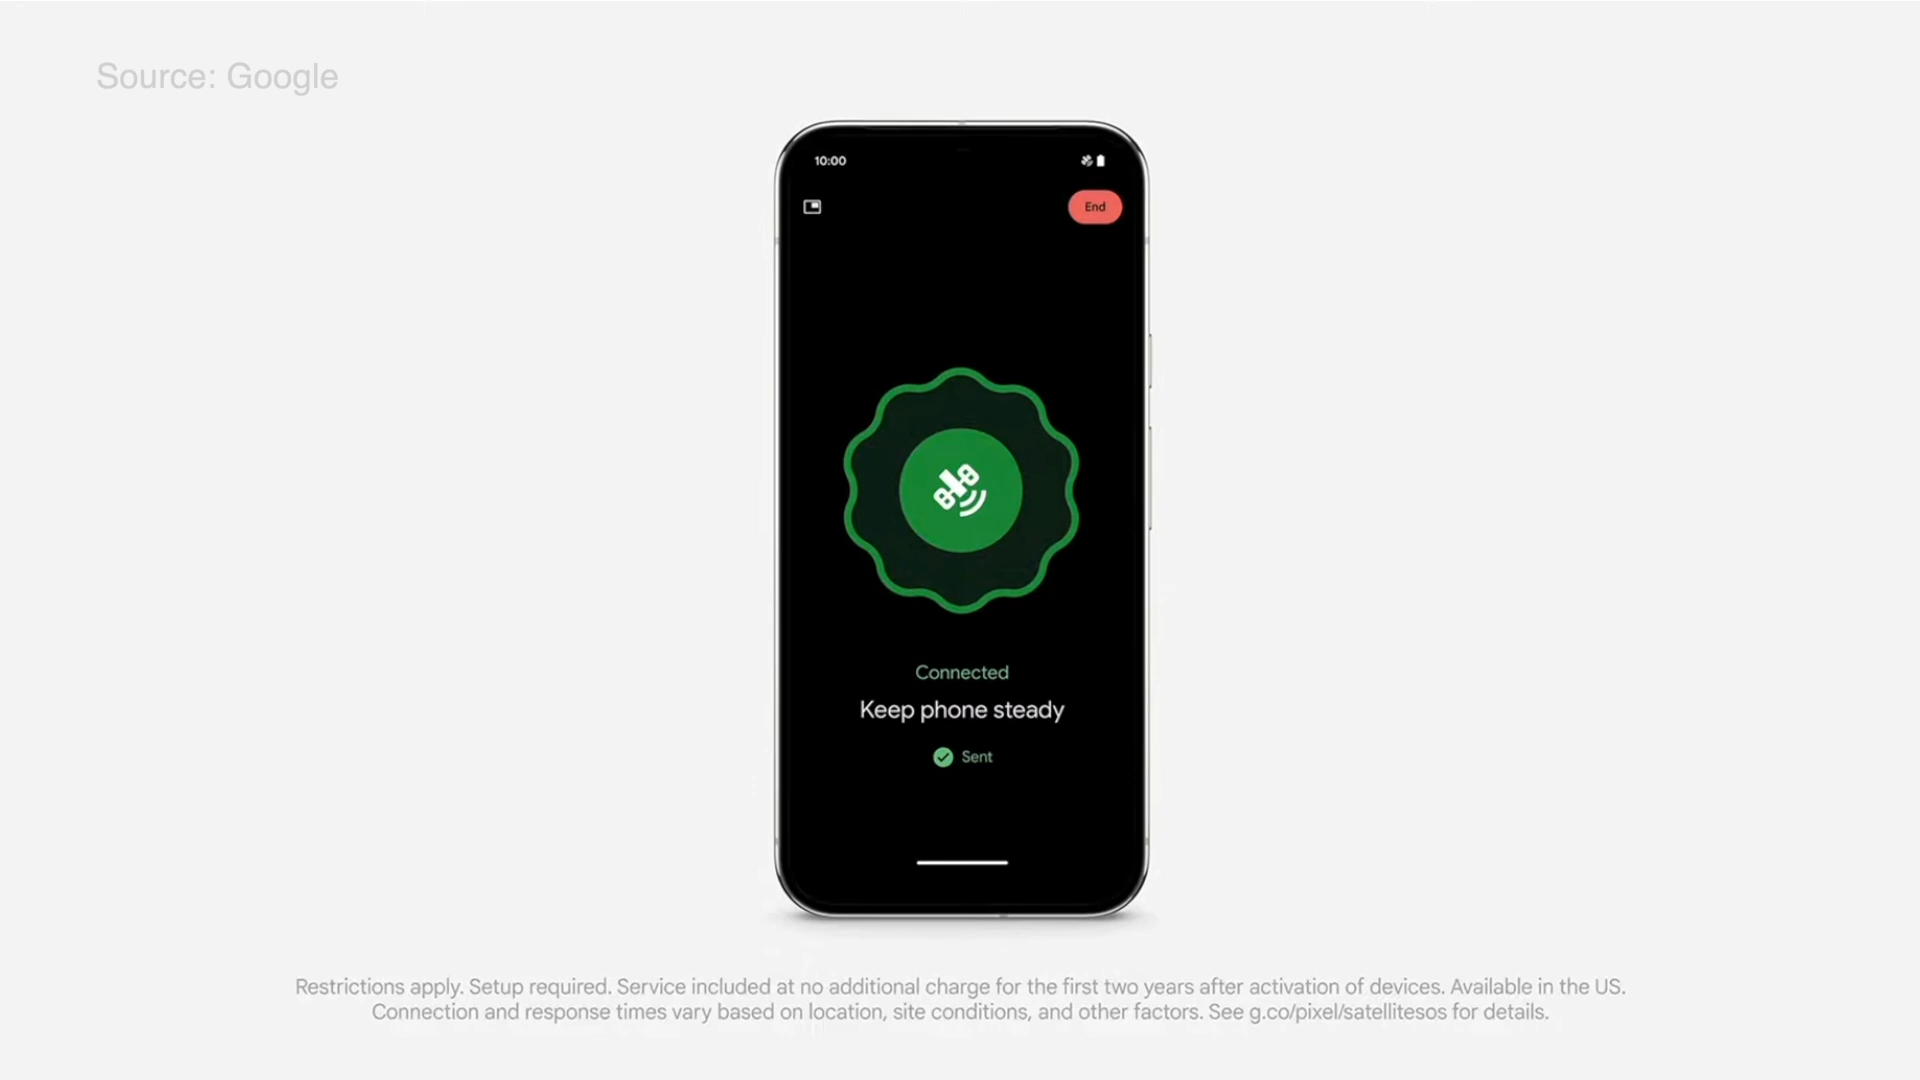 Source: Google
10:00
End
Connected
Keep phone steady
Sent
Restrictions apply. Setup required. Service included at no additional charge for the first two years after activation of devices. Available in the US.
Connection and response times vary based on location, site conditions, and other factors. See g.co/pixel/satellitesos for details.